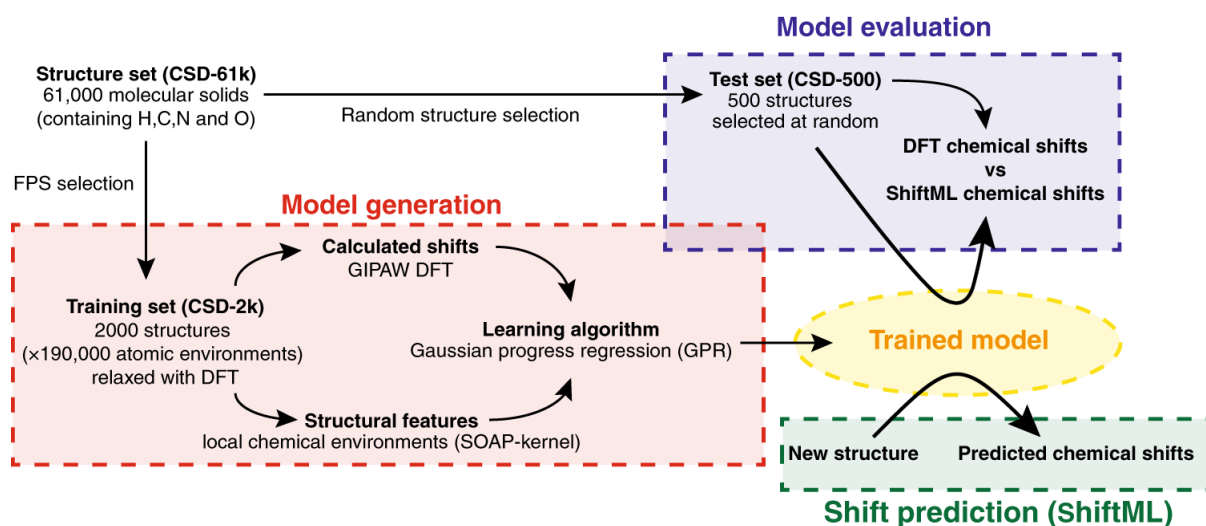 Model evaluation
Structure set (CSD-61k)
61,000 molecular solids
(containing H,C,N and O)
Random structure selection
Test set (CSD-500)
500 structures
selected at random
DFT chemical shifts
vs
ShiftML chemical shifts
FPS selection
Model generation
Calculated shifts
GIPAW DFT
Training set (CSD-2k)
2000 structures
(×190,000 atomic environments)
relaxed with DFT
Learning algorithm
Gaussian progress regression (GPR)
Structural features
local chemical environments (SOAP-kernel)
Trained model
New structure
Predicted chemical shifts
Shift prediction (ShiftML)